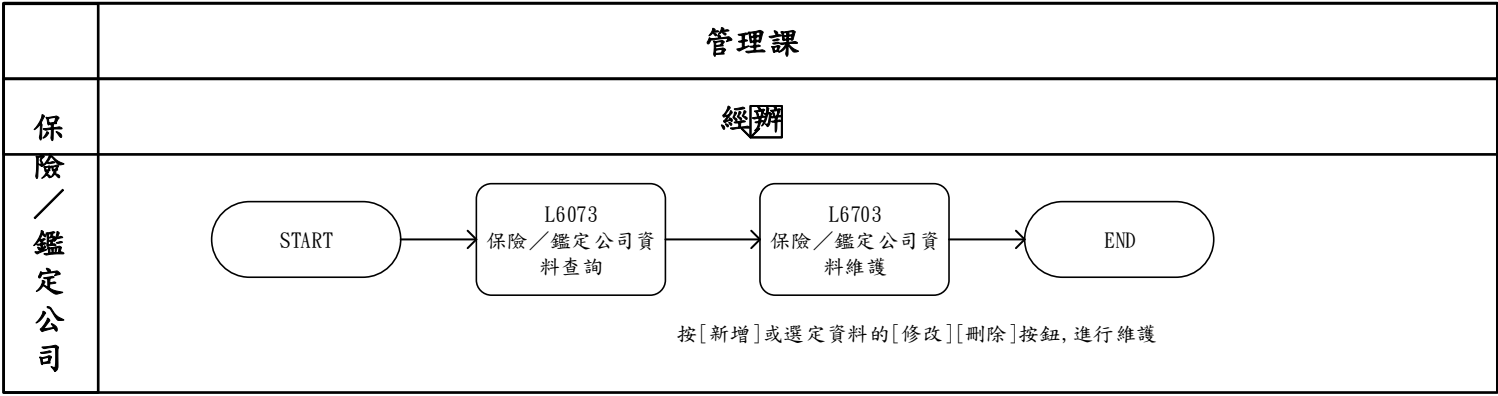 管理課
經辦
保險／鑑定公司
START
L6073
保險／鑑定公司資
料查詢
L6703
保險／鑑定公司資
料維護
END
按[新增]或選定資料的[修改][刪除]按鈕,進行維護